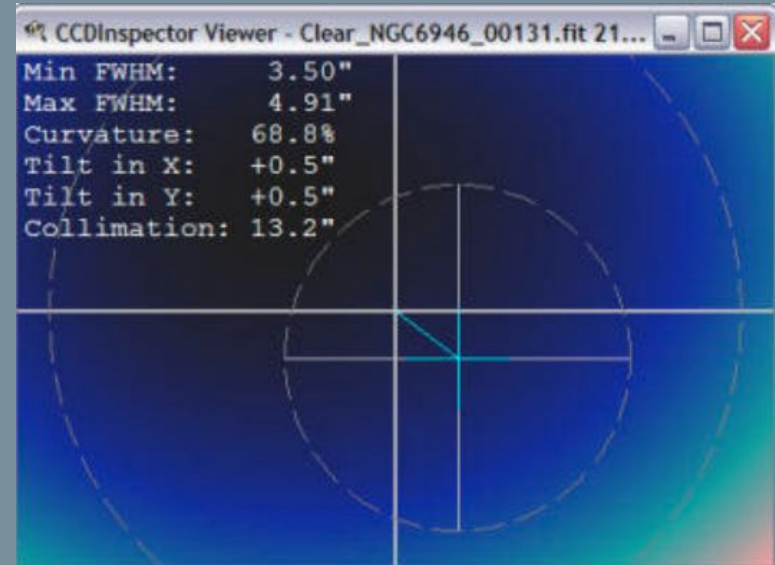 CCDInspector Viewer - Clear_NGC6946_00131.fit 21...
Min FWHM: 3.50"
Max FWHM: 4.91"
Curvature: 68.8%
Tilt in X: +0.5"
Tilt in Y: +0.5"
Collimation: 13.2"